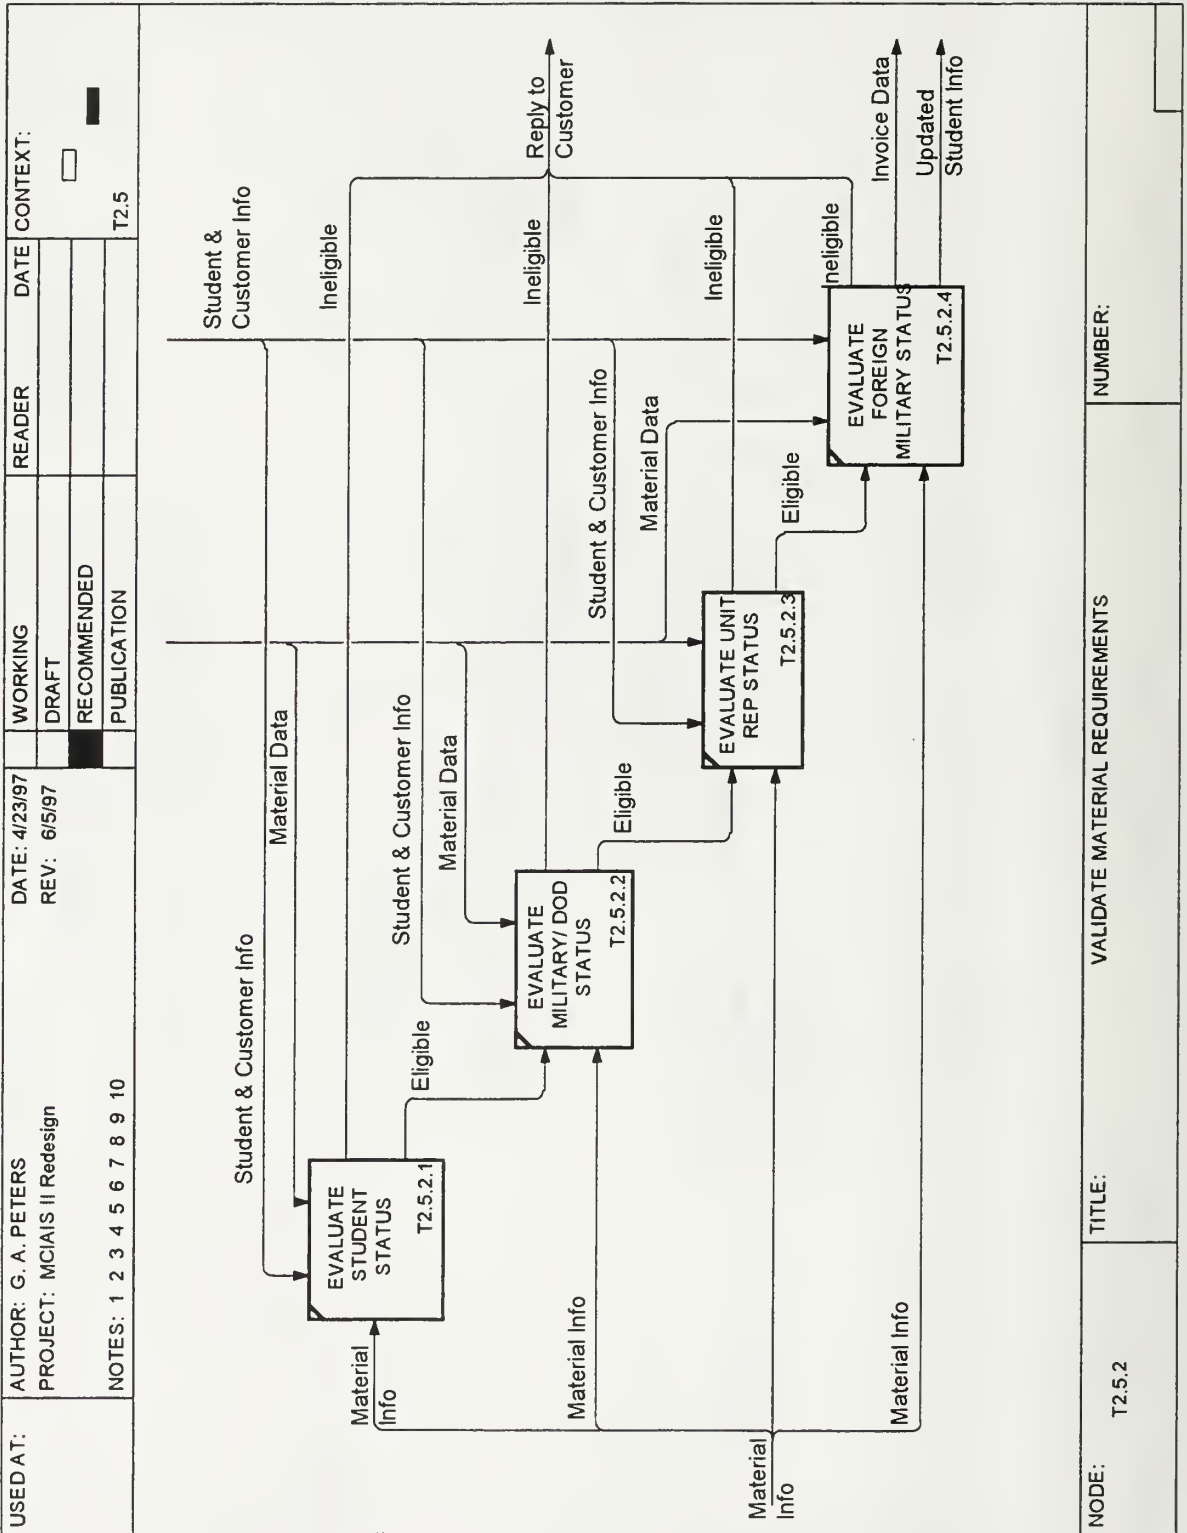 USED AT:
AUTHOR: G. A. PETERS
DATE: 4/23/97
WORKING
READER
DATE
CONTEXT:
PROJECT: MCIAIS II Redesign
REV: 6/5/97
DRAFT
RECOMMENDED
NOTES: 1 2 3 4 5 6 7 8 9 10
PUBLICATION
T2.5
Student &
Customer Info
Student & Customer Info
Material Data
Ineligible
EVALUATE
STUDENT
STATUS
T2.5.2.1
Material
Info
Eligible
Student & Customer Info
Material Data
Reply to
Customer
Ineligible
EVALUATE
MILITARY/ DOD
STATUS
T2.5.2.2
Material Info
Eligible
Student & Customer Info
Material Data
Ineligible
EVALUATE UNIT
REP STATUS
T2.5.2.3
Material
Info
Eligible
neligible
EVALUATE
FOREIGN
MILITARY STATUS
T2.5.2.4
Invoice Data
Updated
Student Info
Material Info
NODE:
TITLE:
VALIDATE MATERIAL REQUIREMENTS
NUMBER:
T2.5.2